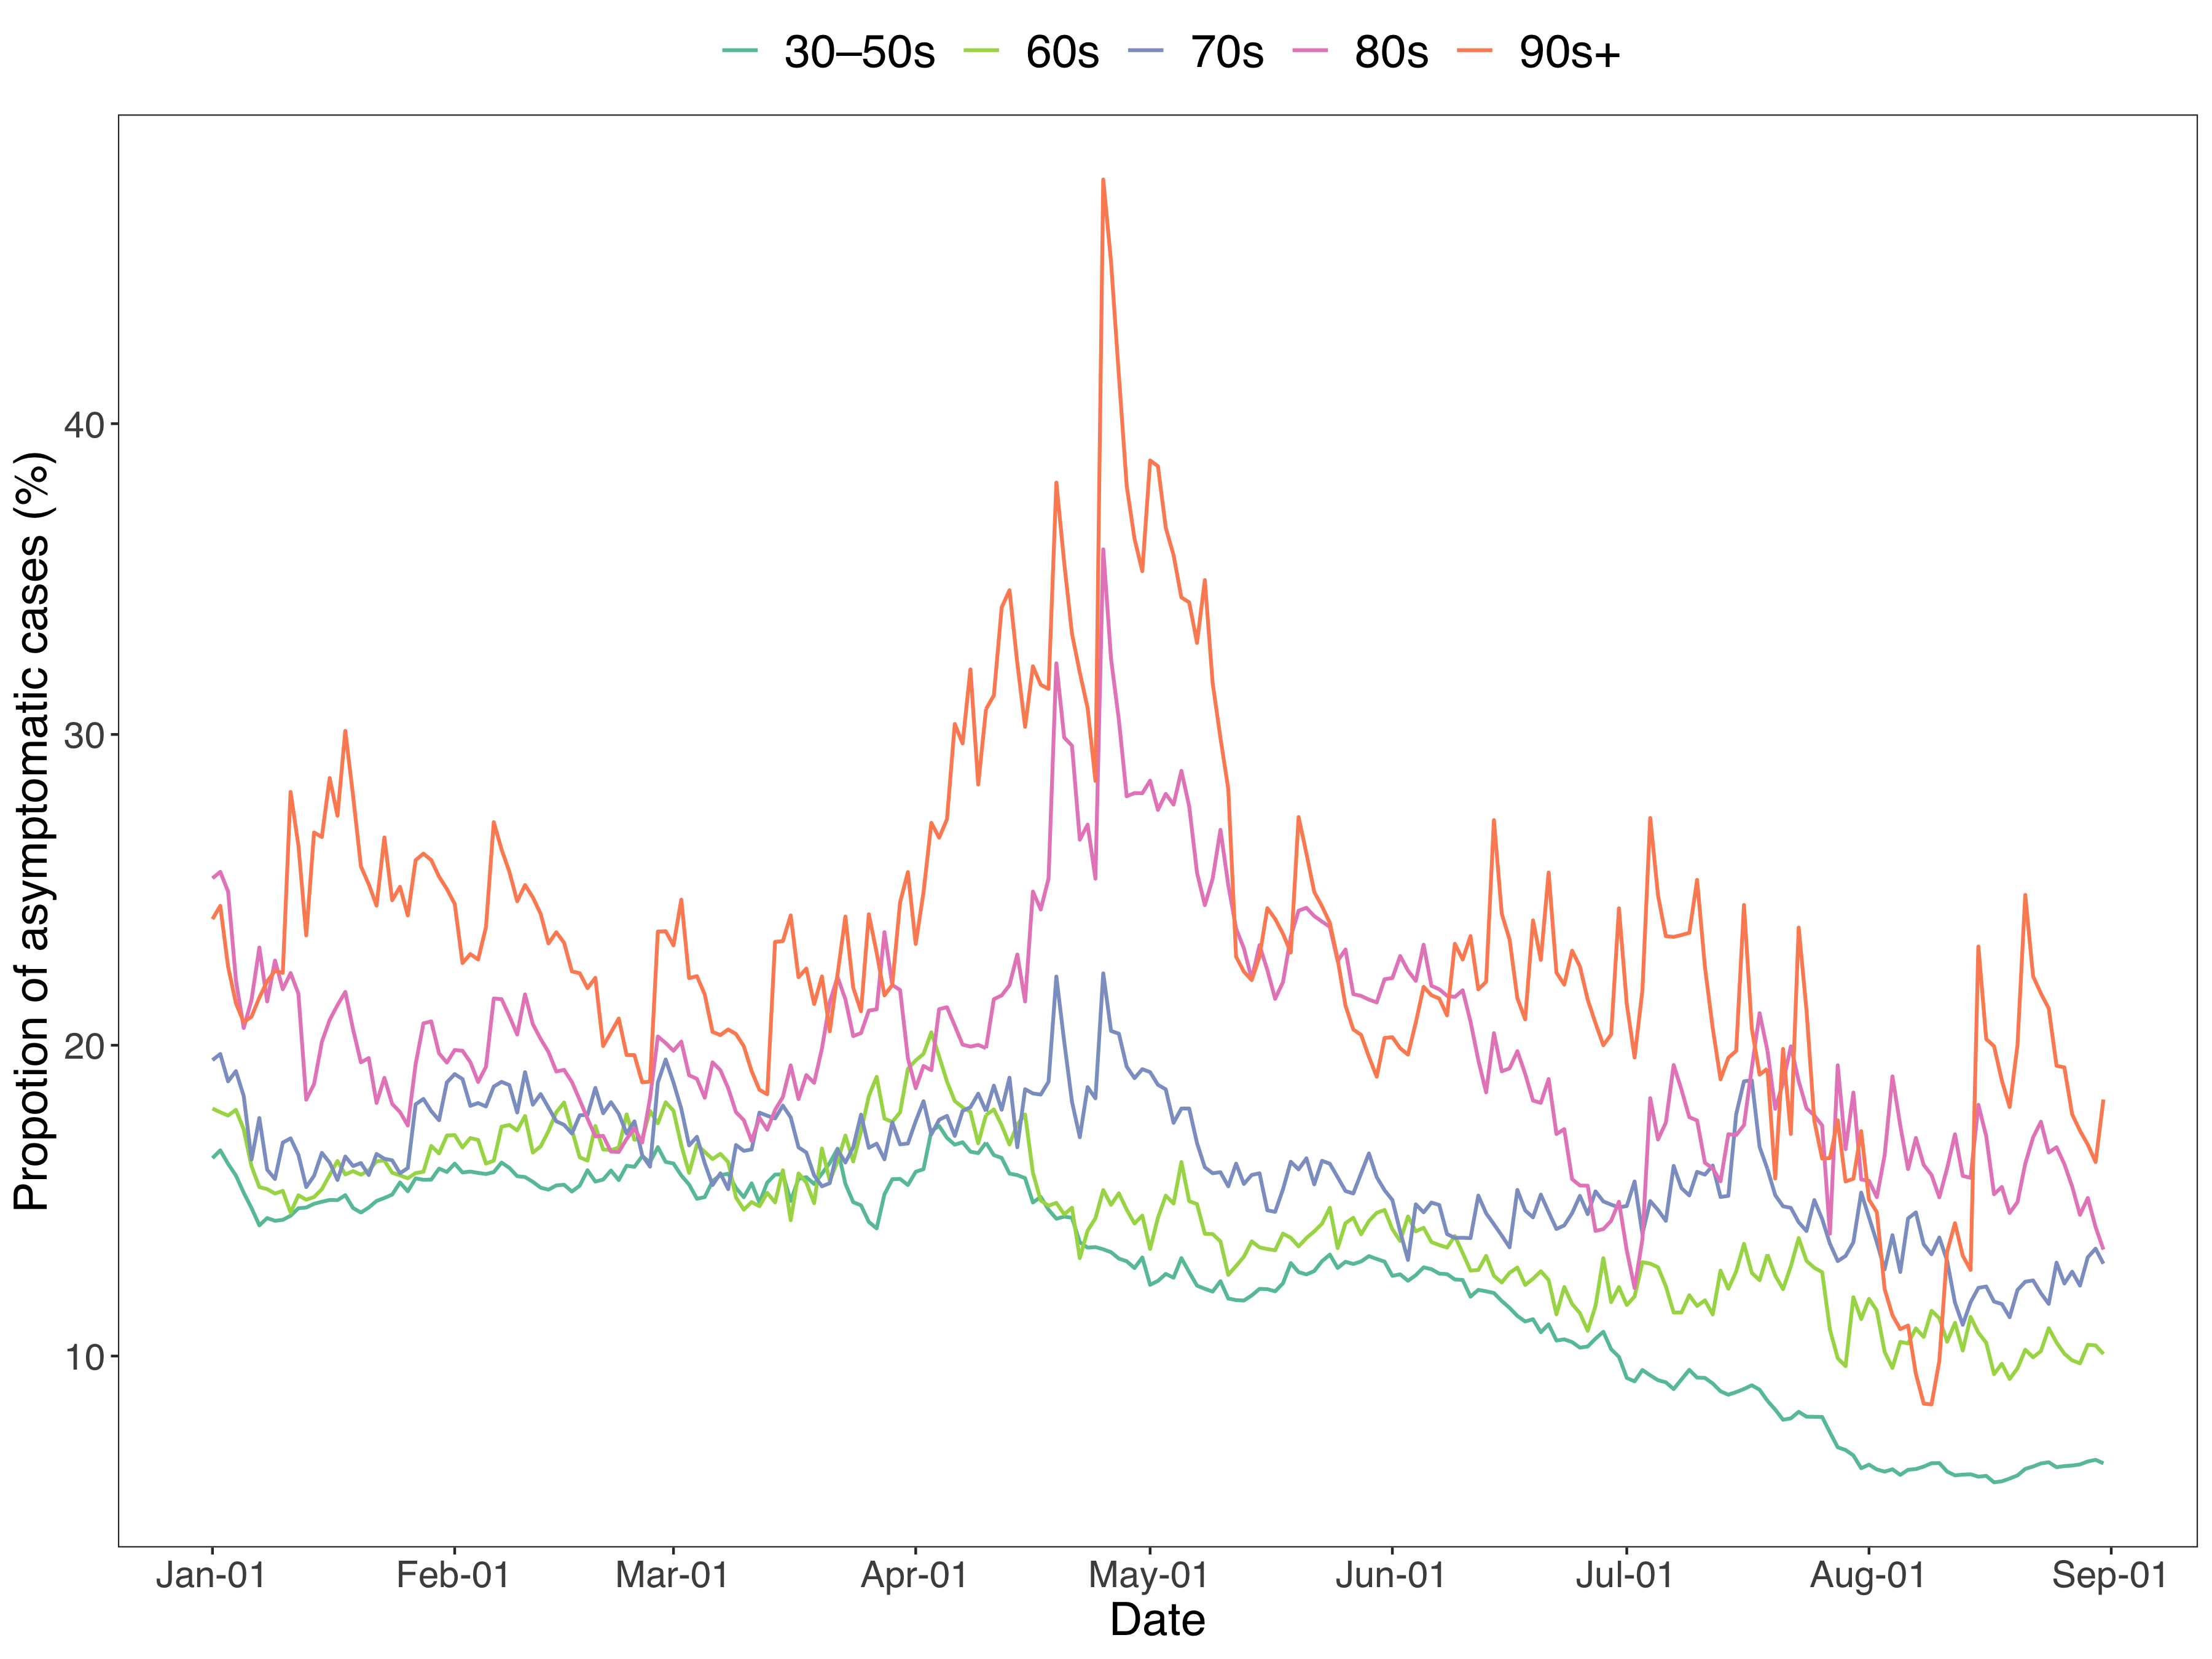 30–50s 60s 70s 80s 90s+
Propotion of asymptomatic cases (%)
40
30
20
10
Jan-01 Feb-01 Mar-01 Apr-01 May-01 Jun-01 Jul-01 Aug-01 Sep-01
Date